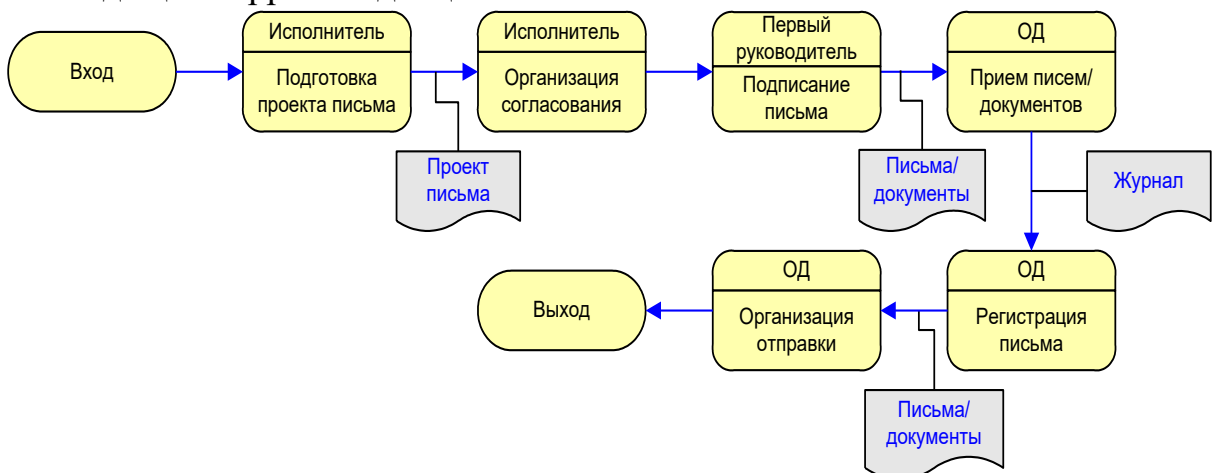 Вход
Исполнитель
Подготовка
проекта письма
Исполнитель
Организация
согласования
Первый
руководитель
Подписание
письма
ОД
Прием писем/
документов
Проект
письма
Письма/
документы
Журнал
Выход
ОД
Организация
отправки
ОД
Регистрация
письма
Письма/
документы